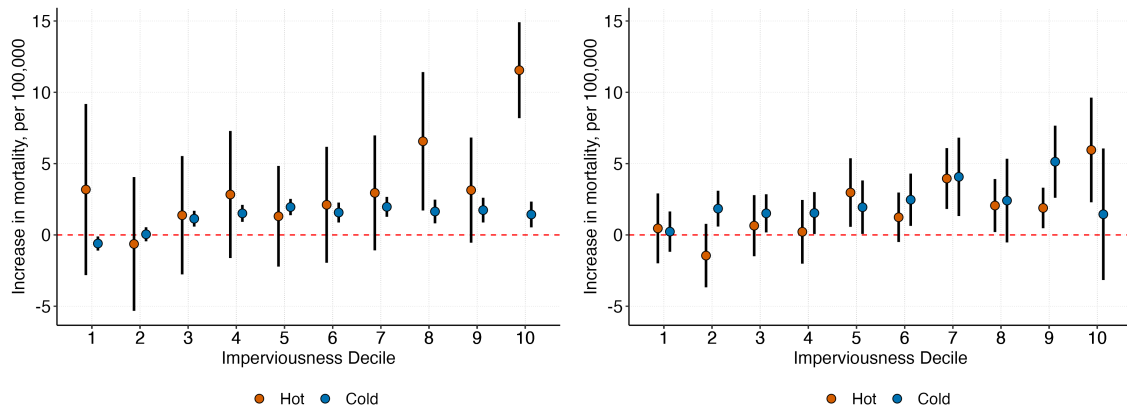 Increase in mortality, per 100,000
15
10
5
0
-5
1 2 3 4 5 6 7 8 9 10
Imperviousness Decile
Hot Cold
Increase in mortality, per 100,000
15
10
5
0
-5
1 2 3 4 5 6 7 8 9 10
Imperviousness Decile
Hot Cold